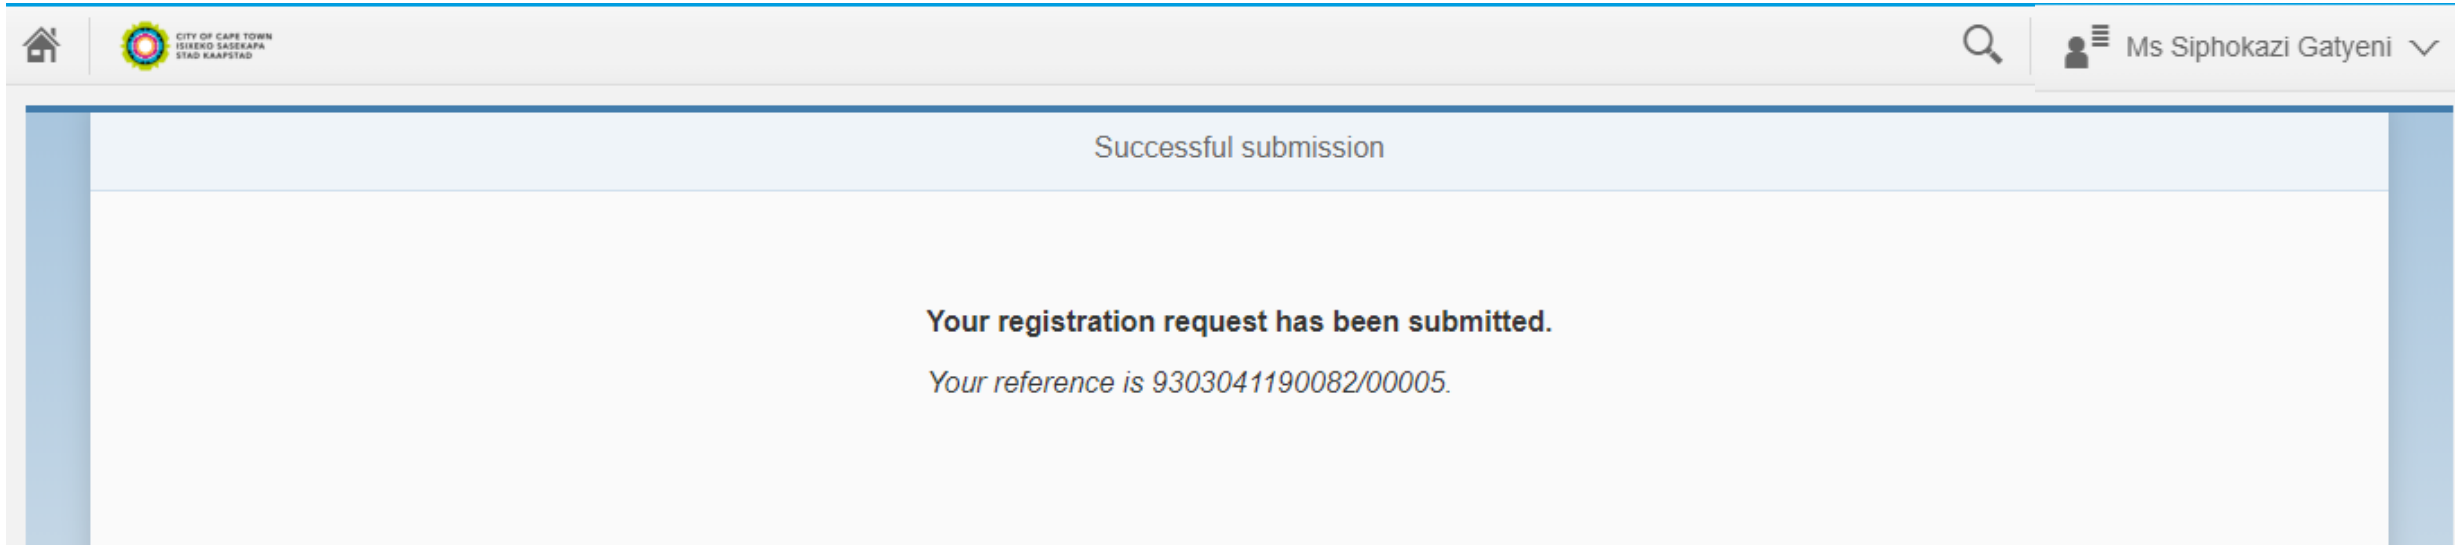 CITY OF CAPE TOWN
ISIXEKO SASEKAPA
STAD KAAPSTAD
Ms Siphokazi Gatyeni
Successful submission
Your registration request has been submitted.
Your reference is 9303041190082/00005.